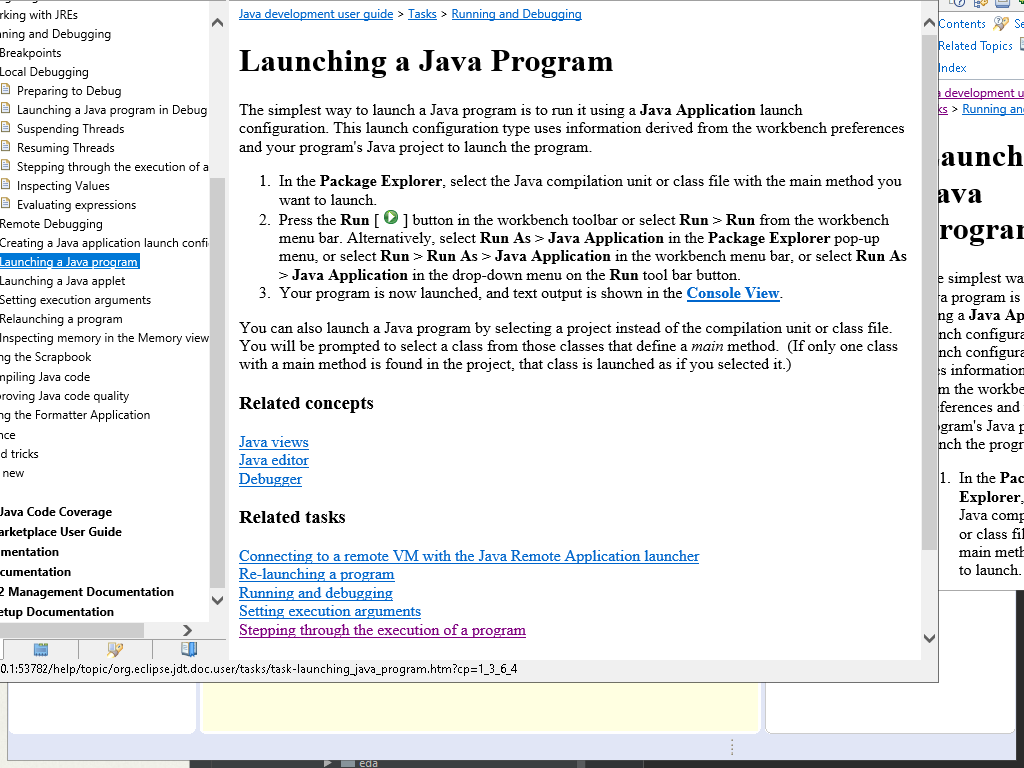 rking with JREs
ning and Debugging
Breakpoints
Local Debugging
Preparing to Debug
Launching a Java program in Debug
Suspending Threads
Resuming Threads
Stepping through the execution of a
Inspecting Values
Evaluating expressions
Remote Debugging
Creating a Java application launch confi
Launching a Java program
Launching a Java applet
Setting execution arguments
Relaunching a program
Inspecting memory in the Memory view
ng the Scrapbook
mpiling Java code
roving Java code quality
ng the Formatter Application
nce
d tricks
new
Java Code Coverage
arketplace User Guide
mentation
cumentation
2 Management Documentation
etup Documentation
0.1:53782/help/topic/org.eclipse.jdt.doc.user/tasks/task-launching_java_program.htm?cp=1_3_6_4
Java development user guide > Tasks > Running and Debugging
Launching a Java Program
The simplest way to launch a Java program is to run it using a Java Application launch
configuration. This launch configuration type uses information derived from the workbench preferences
and your program's Java project to launch the program.
1. In the Package Explorer, select the Java compilation unit or class file with the main method you
want to launch.
2. Press the Run [ ] button in the workbench toolbar or select Run > Run from the workbench
menu bar. Alternatively, select Run As > Java Application in the Package Explorer pop-up
menu, or select Run > Run As > Java Application in the workbench menu bar, or select Run As
> Java Application in the drop-down menu on the Run tool bar button.
3. Your program is now launched, and text output is shown in the Console View.
You can also launch a Java program by selecting a project instead of the compilation unit or class file.
You will be prompted to select a class from those classes that define a main method.  (If only one class
with a main method is found in the project, that class is launched as if you selected it.)
Related concepts
Java views
Java editor
Debugger
Related tasks
Connecting to a remote VM with the Java Remote Application launcher
Re-launching a program
Running and debugging
Setting execution arguments
Stepping through the execution of a program
Contents Se
Related Topics
Index
a development u
ks > Running an
aunch
ava
rogra
e simplest wa
va program is
ng a Java Ap
nch configura
nch configura
s information
m the workbe
ferences and
gram's Java p
nch the progr
1. In the Pac
Explorer,
Java comp
or class fil
main meth
to launch.
eda